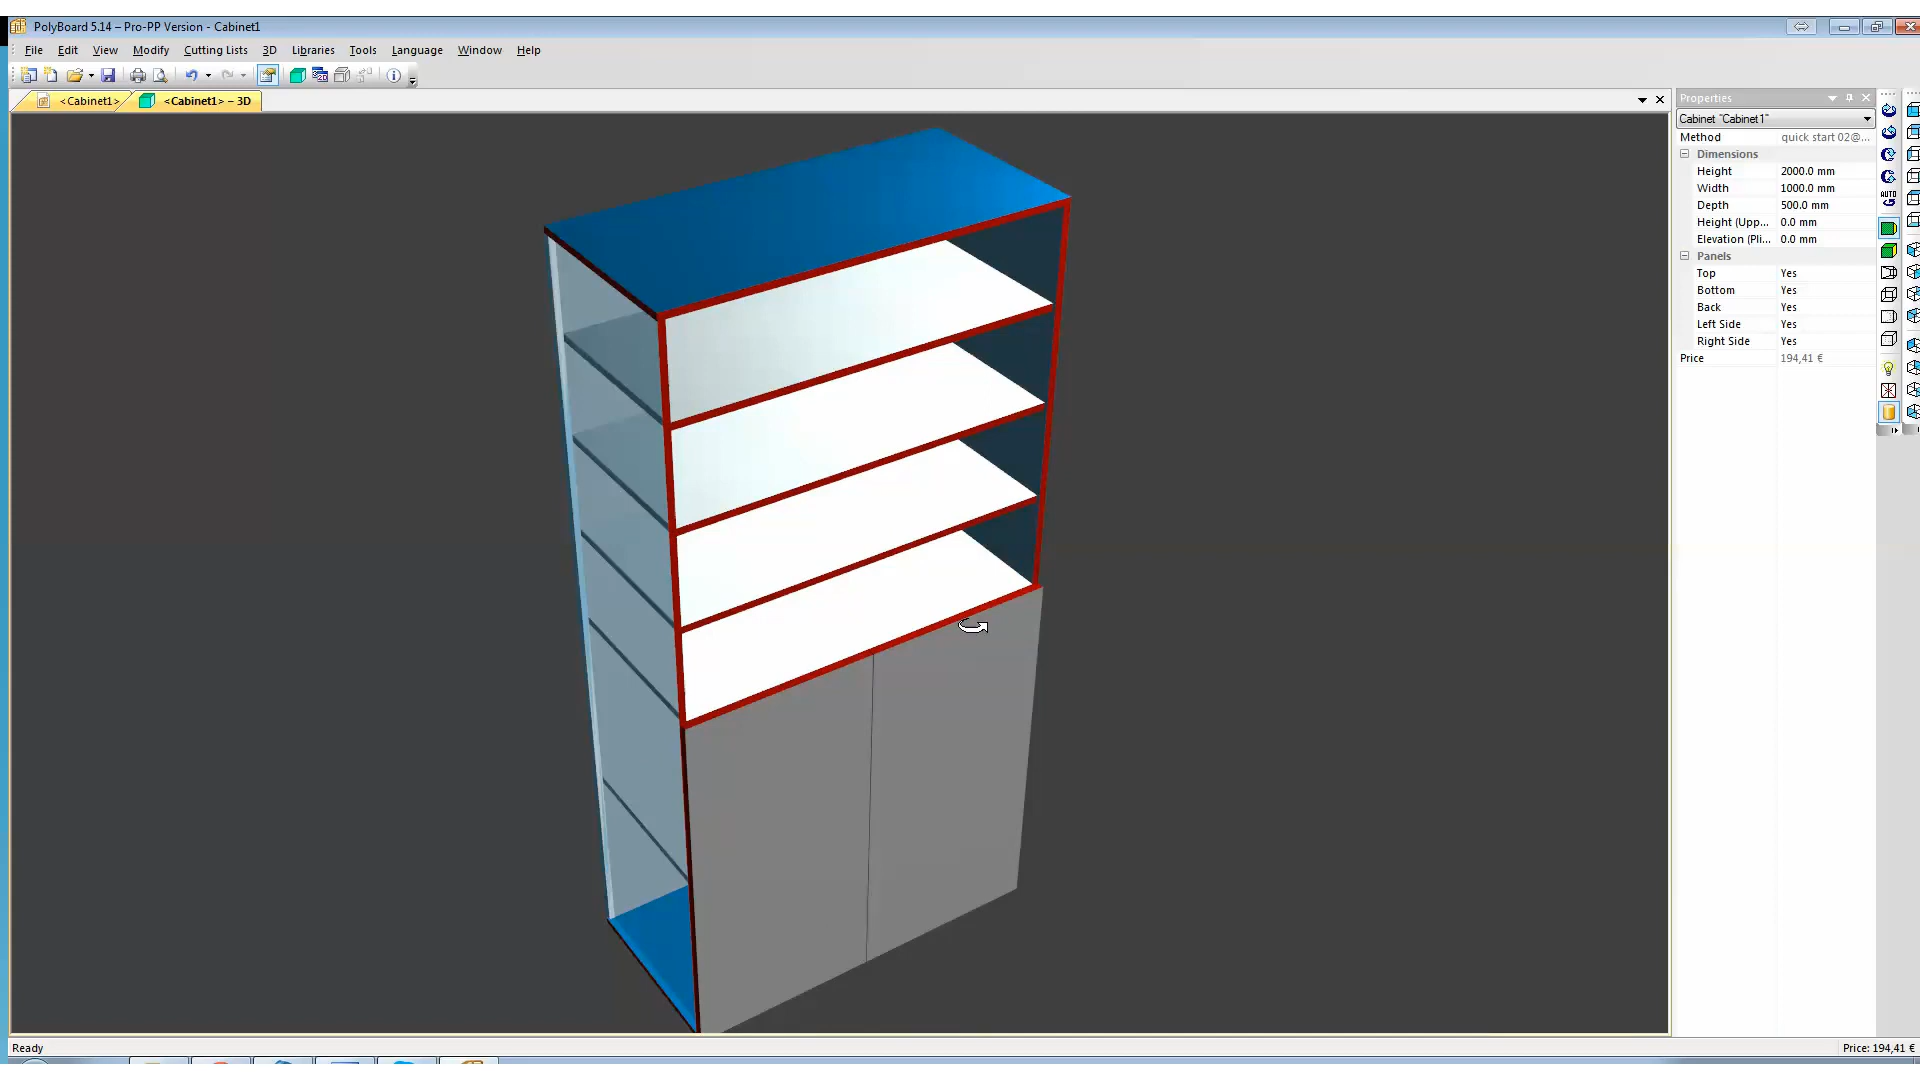 PolyBoard 5.14 – Pro-PP Version - Cabinet1
File Edit View Modify Cutting Lists 3D Libraries Tools Language Window Help
<Cabinet1> <Cabinet1> – 3D
Properties
Cabinet "Cabinet1"
Method quick start 02@...
Dimensions
Height 2000.0 mm
Width 1000.0 mm
Depth 500.0 mm
Height (Upp... 0.0 mm
Elevation (Pli... 0.0 mm
Panels
Top Yes
Bottom Yes
Back Yes
Left Side Yes
Right Side Yes
Price 194,41 €
AUTO
Ready Price: 194,41 €